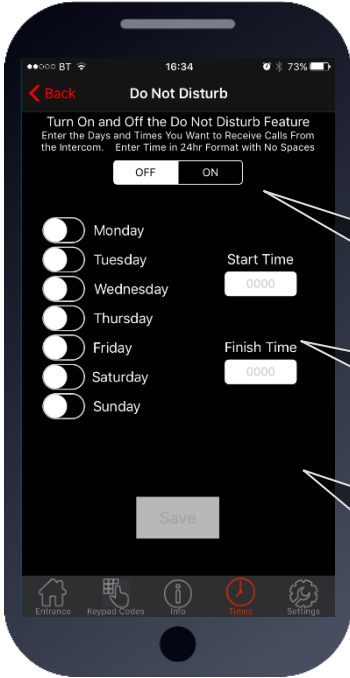 BT 16:34 73%
Back Do Not Disturb
Turn On and Off the Do Not Disturb Feature
Enter the Days and Times You Want to Receive Calls From
the Intercom. Enter Time in 24hr Format with No Spaces
OFF ON
Monday
Tuesday Start Time
Wednesday 0000
Thursday
Friday Finish Time
Saturday 0000
Sunday
Save
Entrance Keypad Codes Info Times Settings